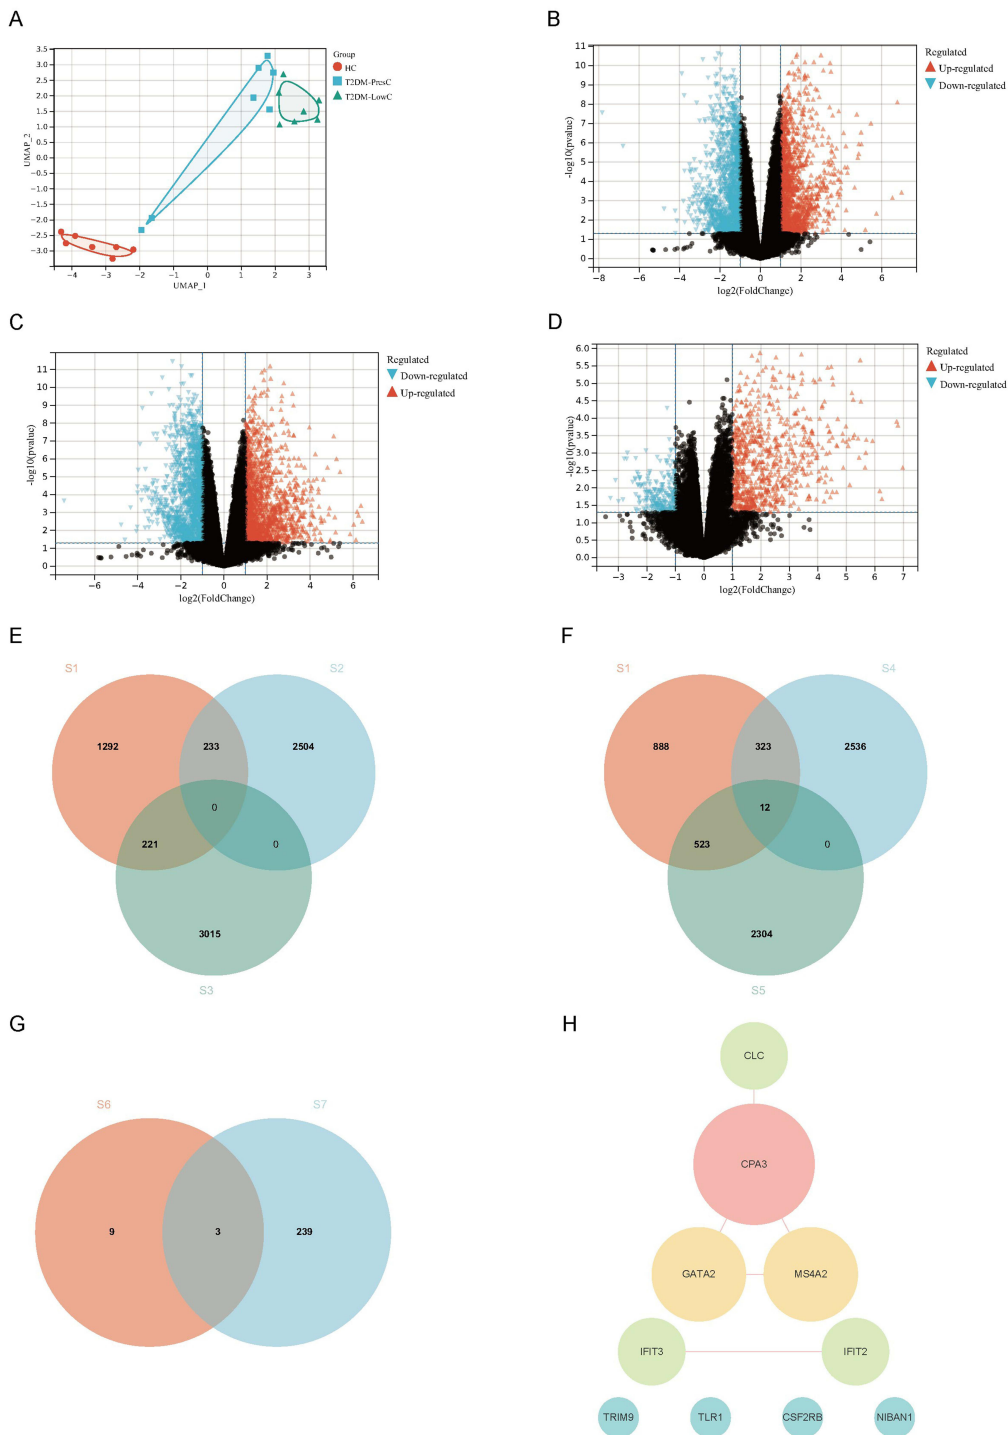 A
3.5
3.0
2.5
2.0
1.5
1.0
0.5
0.0
−0.5
−1.0
−1.5
−2.0
−2.5
−3.0
UMAP_2
−4
−3
−2
−1
0
1
2
3
UMAP_1
Group
HC
T2DM-PresC
T2DM-LowC
B
11
10
9
8
7
6
5
4
3
2
1
0
-log10(pvalue)
−8
−6
−4
−2
0
2
4
6
log2(FoldChange)
Regulated
Up-regulated
Down-regulated
C
11
10
9
8
7
6
5
4
3
2
1
0
-log10(pvalue)
−6
−4
−2
0
2
4
6
log2(FoldChange)
Regulated
Down-regulated
Up-regulated
D
6.0
5.5
5.0
4.5
4.0
3.5
3.0
2.5
2.0
1.5
1.0
0.5
0.0
-log10(pvalue)
−3
−2
−1
0
1
2
3
4
5
6
7
log2(FoldChange)
Regulated
Up-regulated
Down-regulated
E
S1
S2
1292
233
2504
0
221
0
3015
S3
F
S1
S4
888
323
2536
12
523
0
2304
S5
G
S6
S7
9
3
239
H
CLC
CPA3
GATA2
MS4A2
IFIT3
IFIT2
TRIM9
TLR1
CSF2RB
NIBAN1